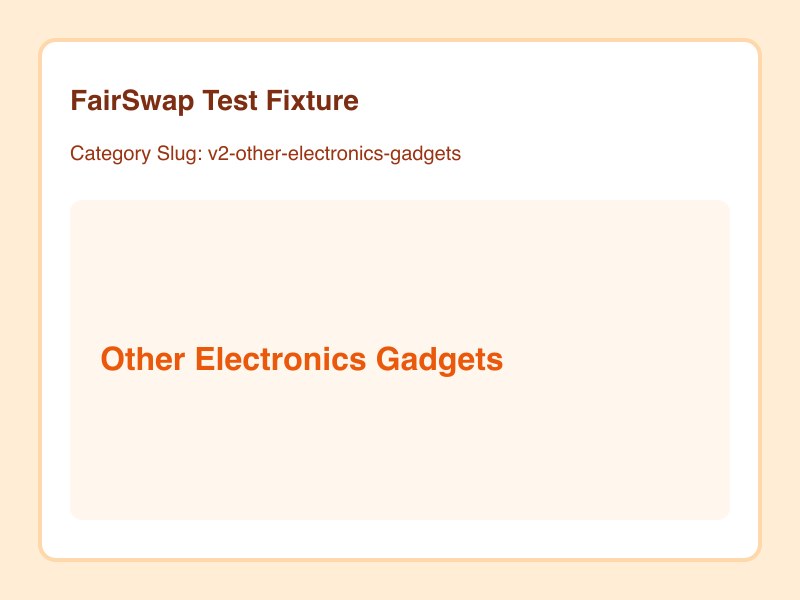 FairSwap Test Fixture
Category Slug: v2-other-electronics-gadgets
Other Electronics Gadgets